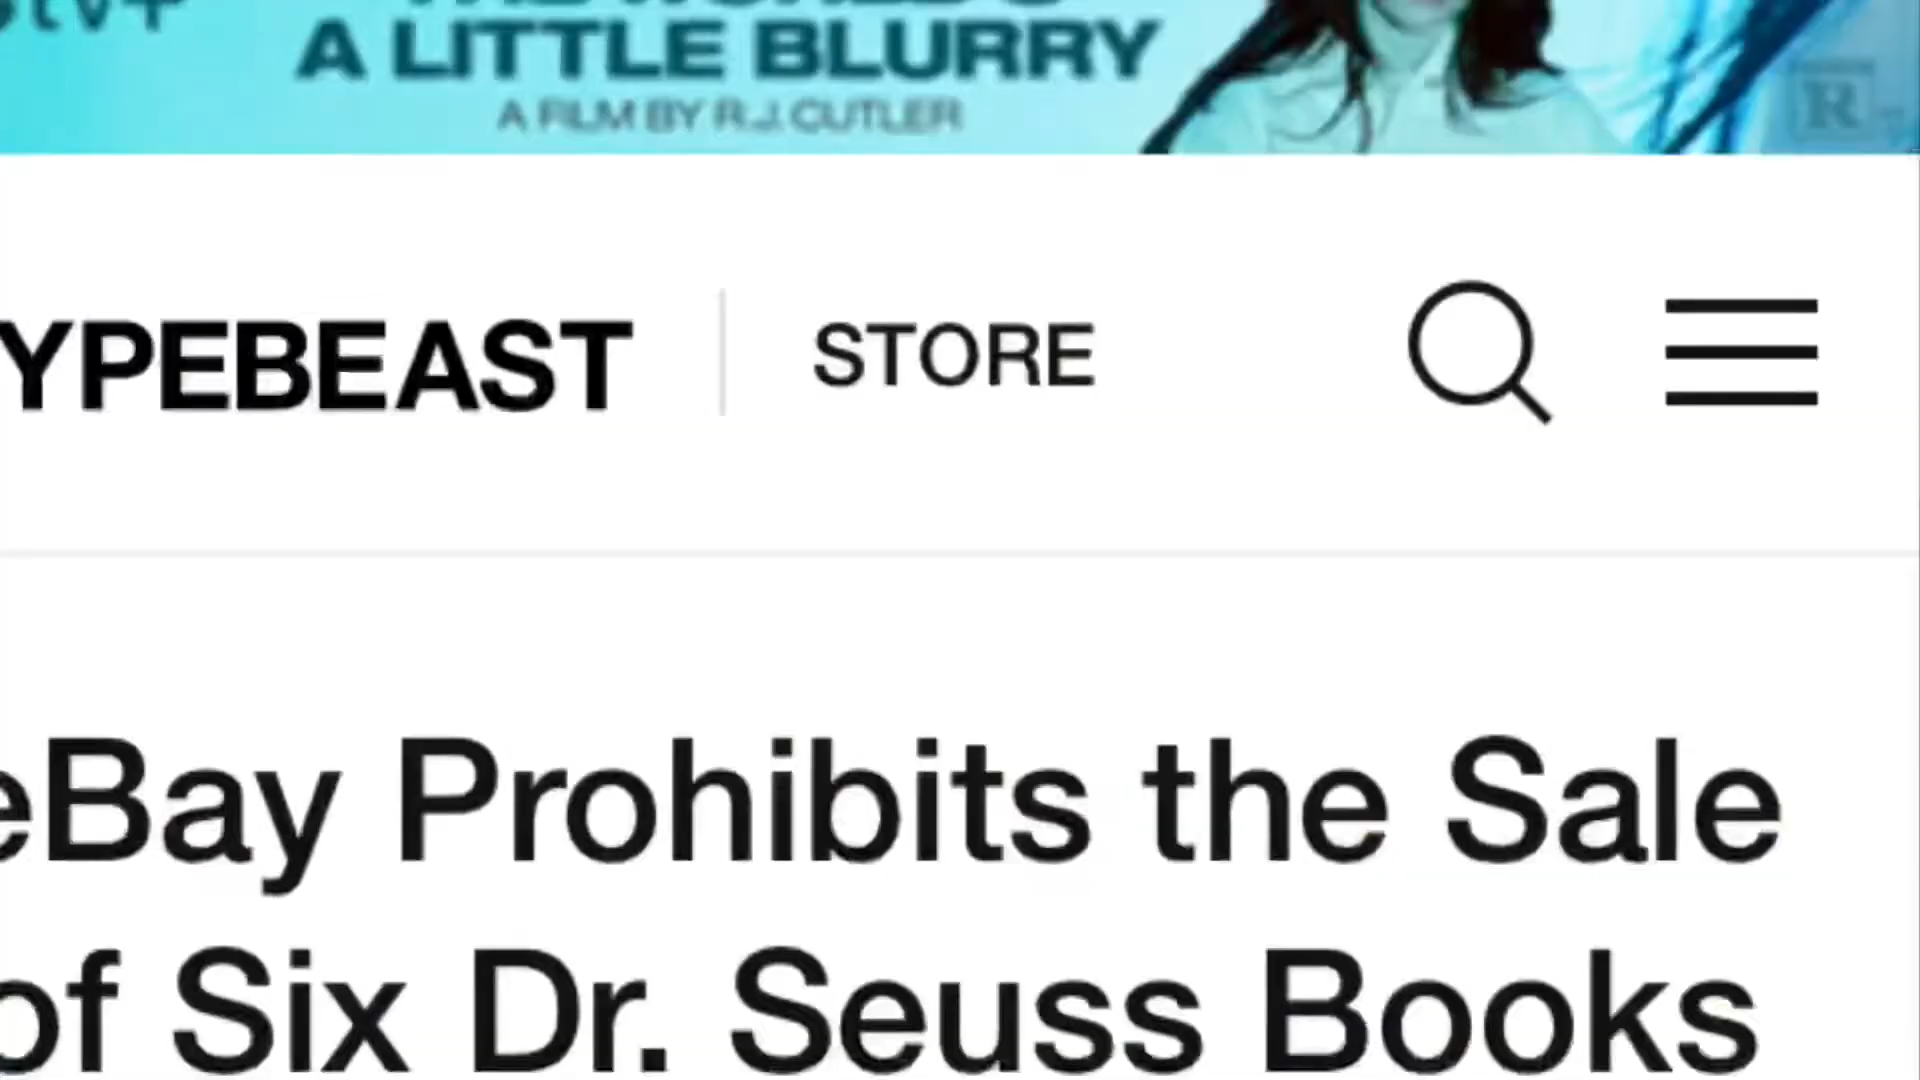 A LITTLE BLURRY
A FILM BY R.J. CUTLER
R
YPEBEAST
STORE
eBay Prohibits the Sale
of Six Dr. Seuss Books